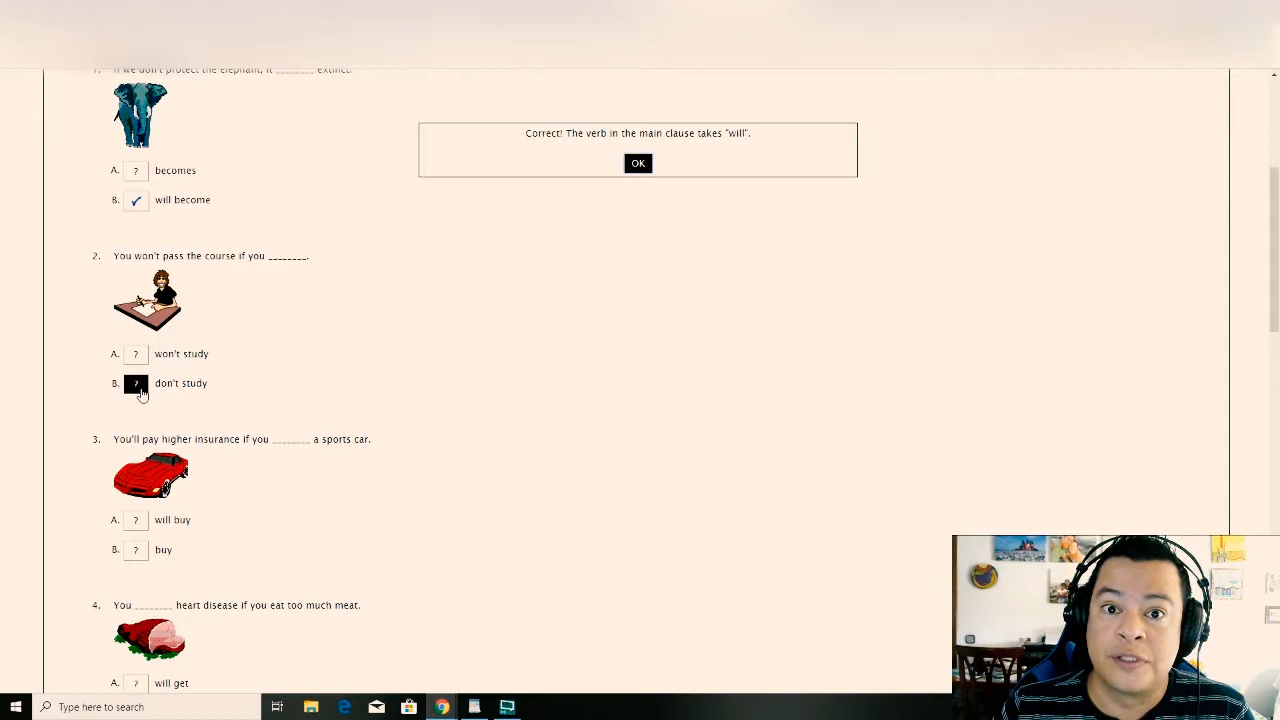 1. If we don't protect the elephant, it ________ extinct.
Correct! The verb in the main clause takes "will".
OK
A. ? becomes
B. ✓ will become
2. You won't pass the course if you ________.
A. ? won't study
B. ? don't study
3. You'll pay higher insurance if you ________ a sports car.
A. ? will buy
B. ? buy
4. You ________ heart disease if you eat too much meat.
A. ? will get
Type here to search